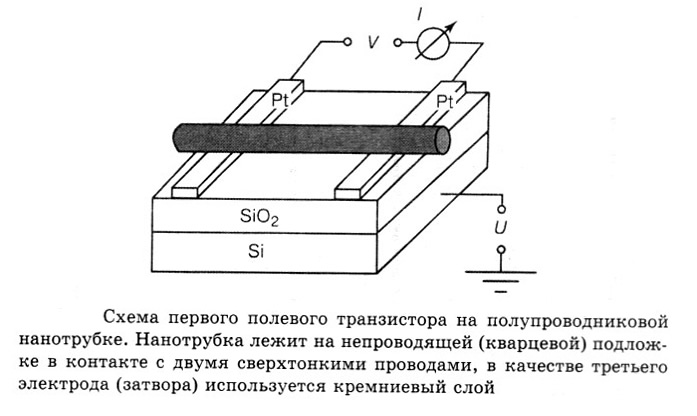 I
V
Pt
Pt
SiO2
U
Si
Схема первого полевого транзистора на полупроводниковой
нанотрубке. Нанотрубка лежит на непроводящей (кварцевой) подлож-
ке в контакте с двумя сверхтонкими проводами, в качестве третьего
электрода (затвора) используется кремниевый слой